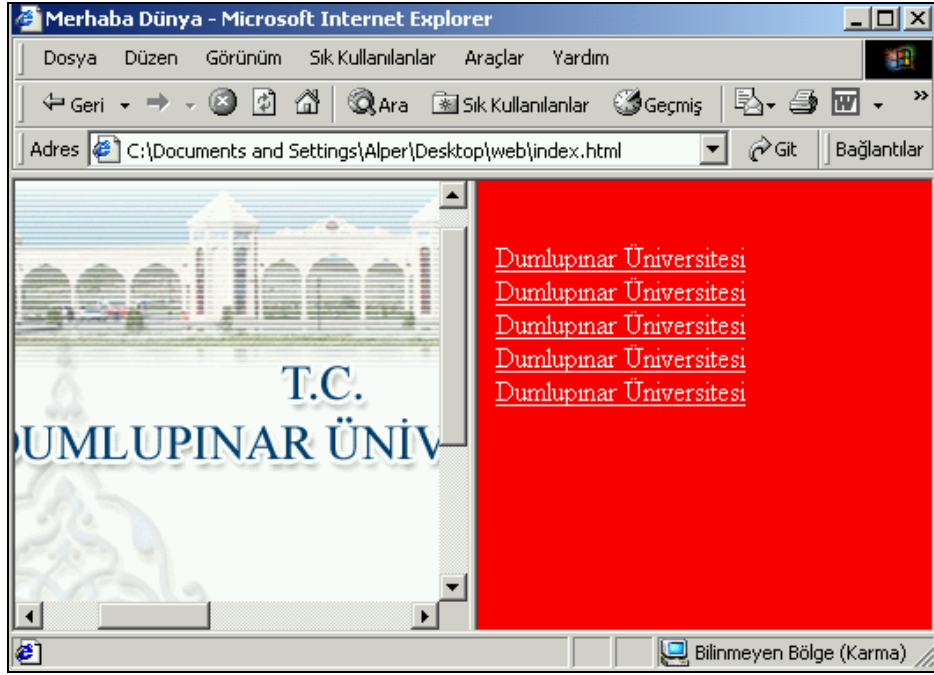 Merhaba Dünya - Microsoft Internet Explorer
Dosya Düzen Görünüm Sık Kullanılanlar Araçlar Yardım
Geri Ara Sık Kullanılanlar Geçmiş »
Adres C:\Documents and Settings\Alper\Desktop\web\index.html Git Bağlantılar
T.C.
DUMLUPINAR ÜNİV
Dumlupınar Üniversitesi
Dumlupınar Üniversitesi
Dumlupınar Üniversitesi
Dumlupınar Üniversitesi
Dumlupınar Üniversitesi
Bilinmeyen Bölge (Karma)